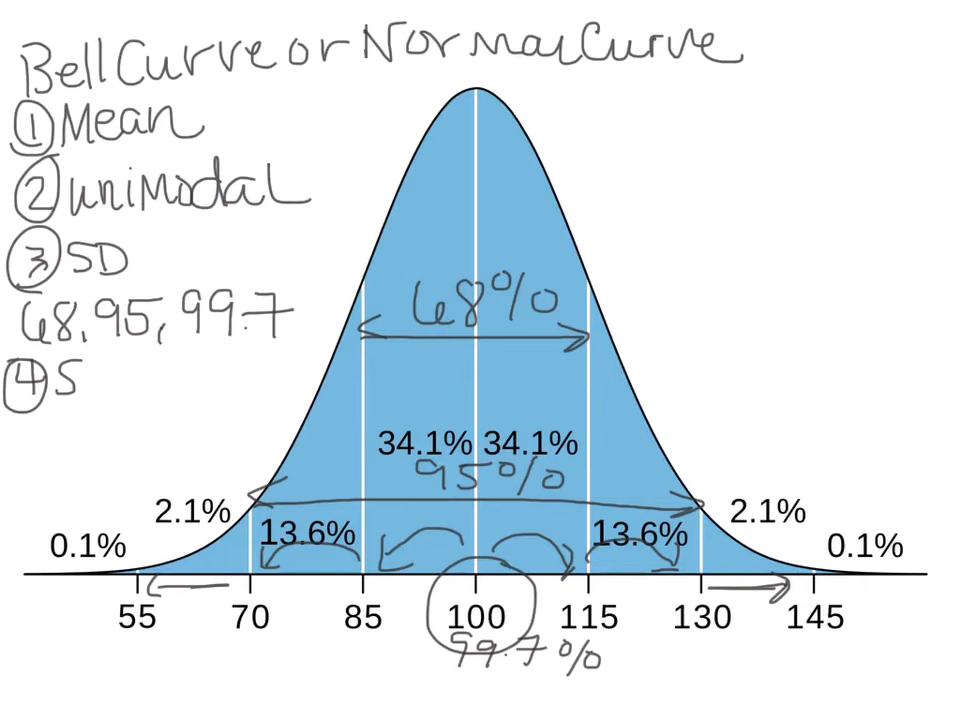 Bell Curve or Normal Curve
① Mean
② unimodal
③ SD
68, 95, 99.7
④ S
68%
34.1% 34.1%
95%
0.1% 2.1% 13.6% 13.6% 2.1% 0.1%
55 70 85 100 115 130 145
99.7%